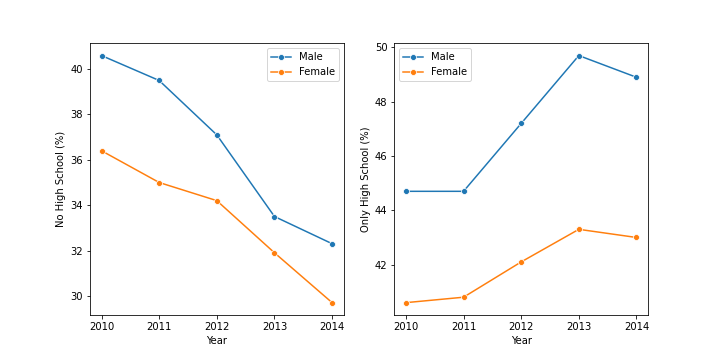 No High School (%)
40
38
36
34
32
30
2010 2011 2012 2013 2014
Year
Male
Female
Only High School (%)
50
48
46
44
42
2010 2011 2012 2013 2014
Year
Male
Female